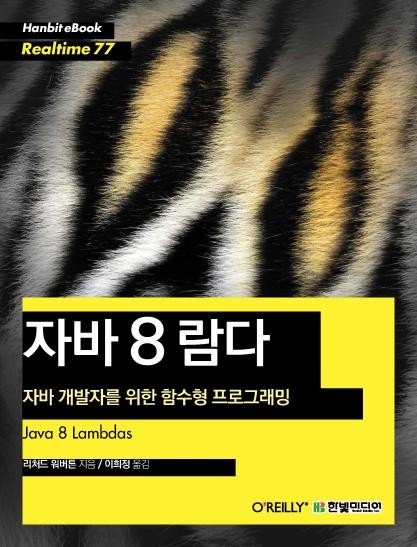 Hanbit eBook
Realtime 77
자바 8 람다
자바 개발자를 위한 함수형 프로그래밍
Java 8 Lambdas
리처드 워버튼 지음 / 이희정 옮김
O'REILLY® HB 한빛미디어